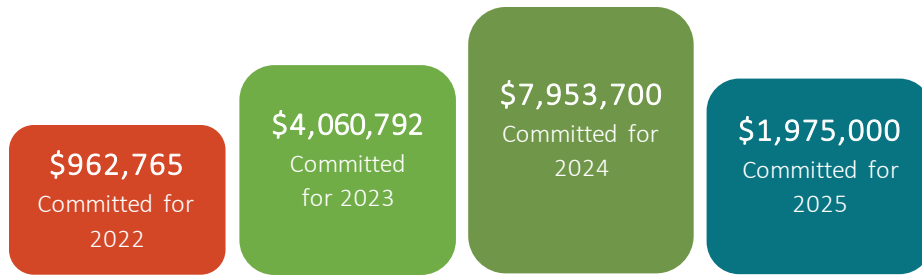 $962,765
Committed for
2022
$4,060,792
Committed
for 2023
$7,953,700
Committed for
2024
$1,975,000
Committed for
2025